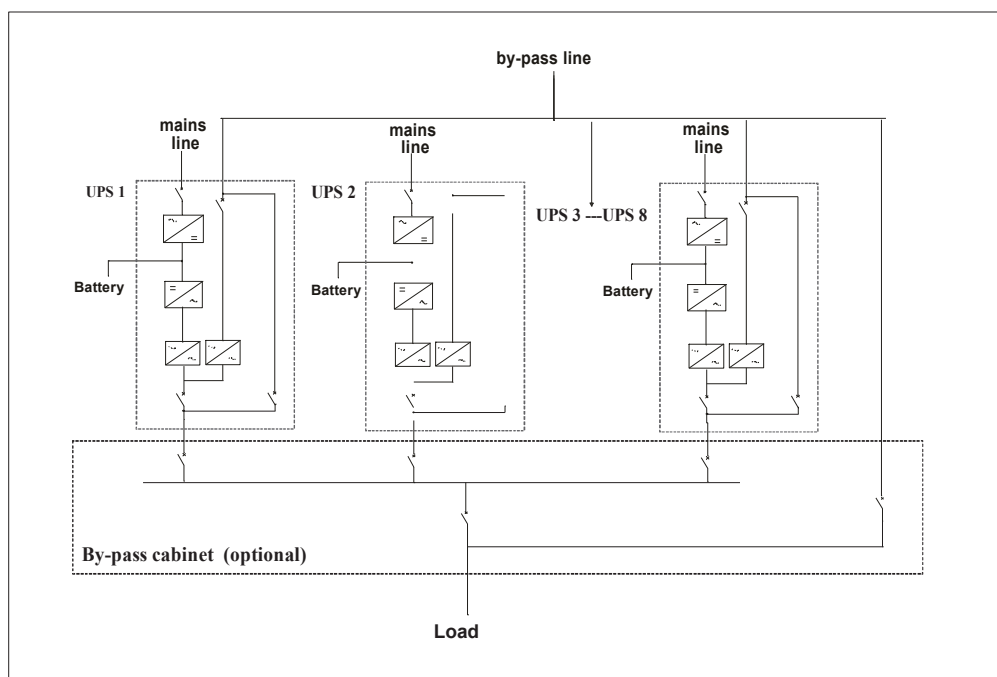 by-pass line
mains
line
mains
line
mains
line
UPS 1
UPS 2
UPS 3 ---UPS 8
Battery
Battery
Battery
By-pass cabinet (optional)
Load